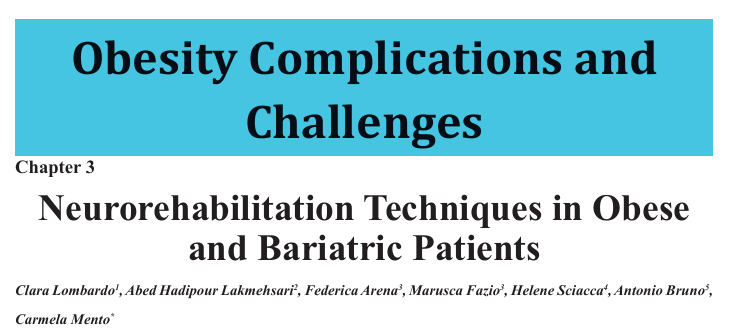 Obesity Complications and
Challenges
Chapter 3
Neurorehabilitation Techniques in Obese
and Bariatric Patients
Clara Lombardo¹, Abed Hadipour Lakmehsari², Federica Arena³, Marusca Fazio³, Helene Sciacca⁴, Antonio Bruno⁵,
Carmela Mento*